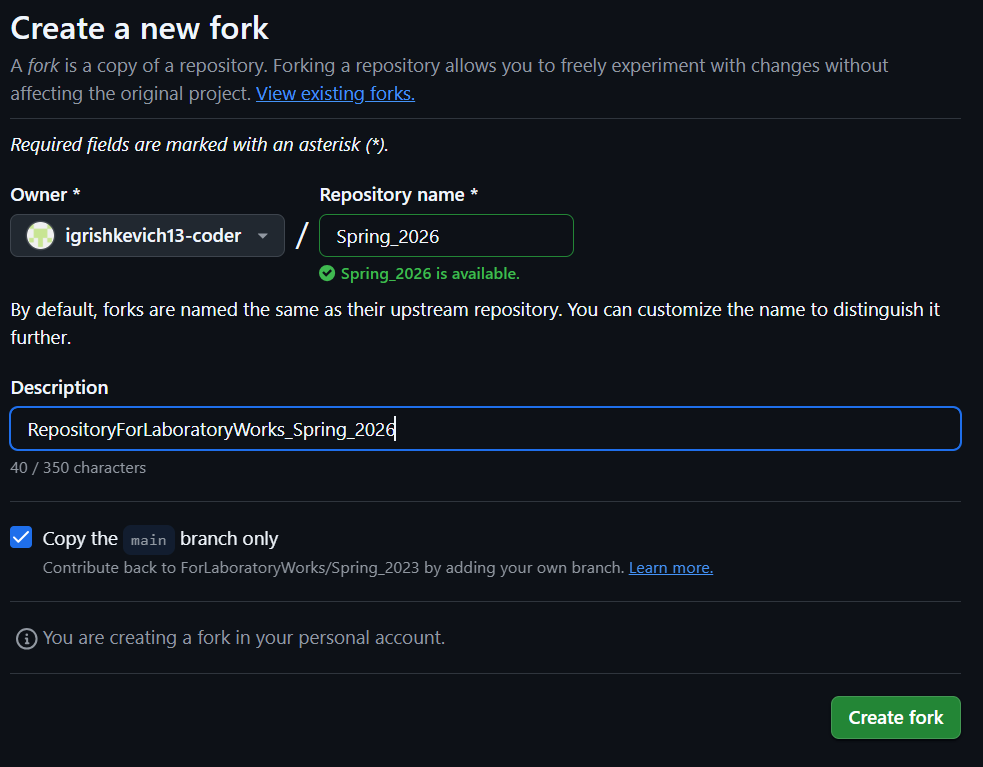 Create a new fork
A fork is a copy of a repository. Forking a repository allows you to freely experiment with changes without
affecting the original project. View existing forks.
Required fields are marked with an asterisk (*).
Owner *
Repository name *
igrishkevich13-coder
/
Spring_2026
Spring_2026 is available.
By default, forks are named the same as their upstream repository. You can customize the name to distinguish it
further.
Description
RepositoryForLaboratoryWorks_Spring_2026
40 / 350 characters
Copy the main branch only
Contribute back to ForLaboratoryWorks/Spring_2023 by adding your own branch. Learn more.
You are creating a fork in your personal account.
Create fork